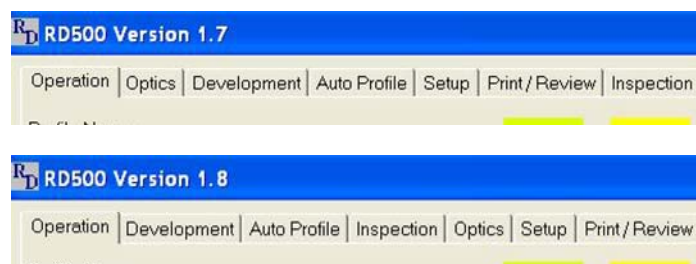 RD RD500 Version 1.7
Operation Optics Development Auto Profile Setup Print / Review Inspection
RD RD500 Version 1.8
Operation Development Auto Profile Inspection Optics Setup Print / Review